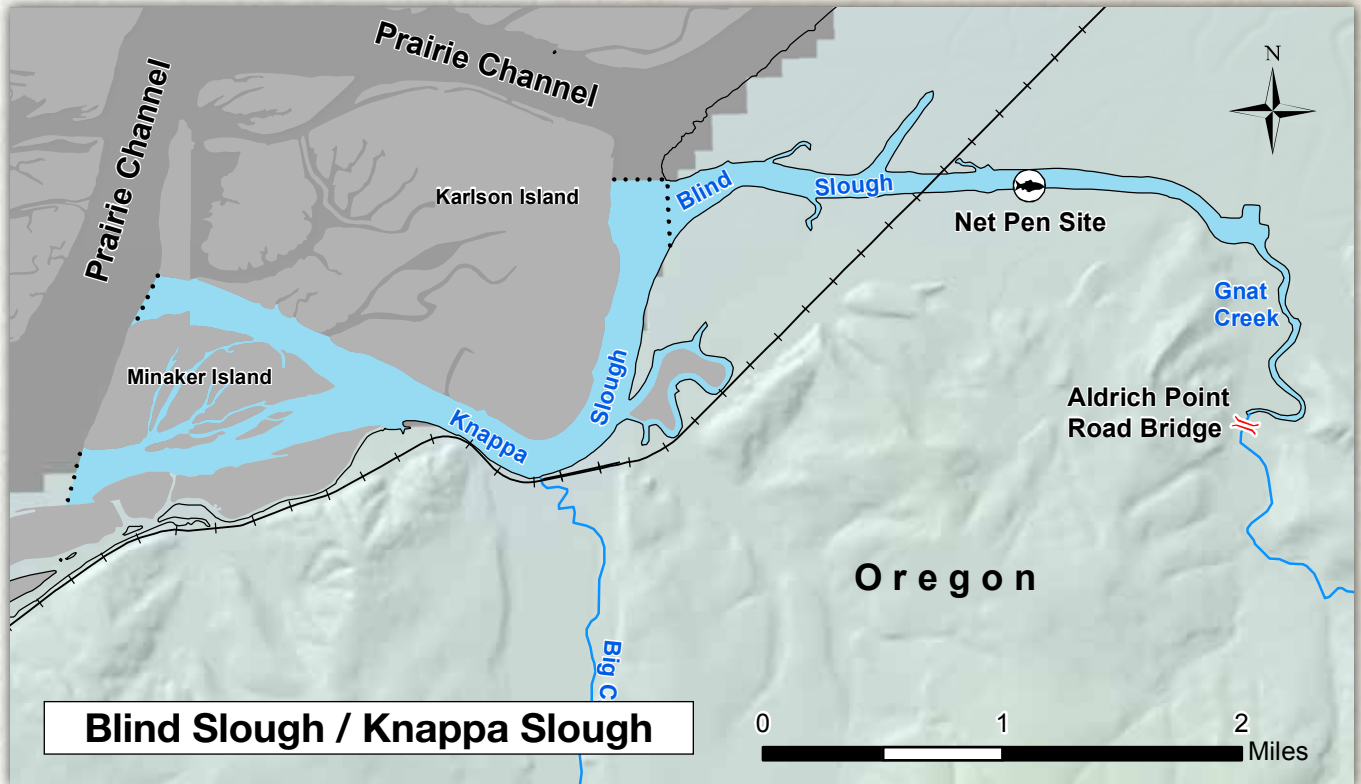 Prairie Channel
Prairie Channel
N
Karlson Island
Blind
Slough
Net Pen Site
Gnat
Creek
Minaker Island
Slough
Knappa
Aldrich Point
Road Bridge
Oregon
Big C
Blind Slough / Knappa Slough
0 1 2
Miles